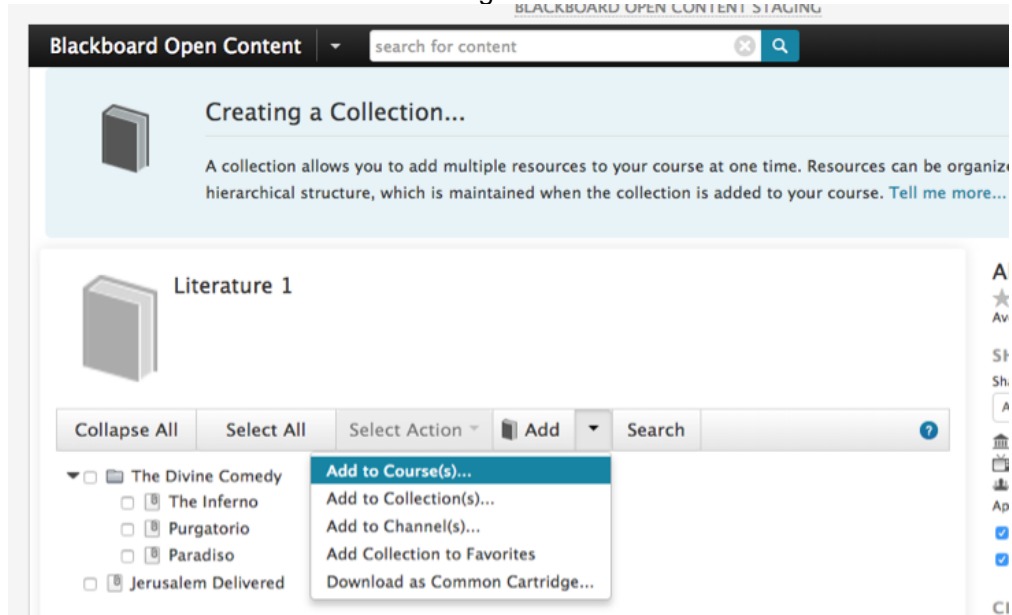 BLACKBOARD OPEN CONTENT STAGING
Blackboard Open Content search for content
Creating a Collection...
A collection allows you to add multiple resources to your course at one time. Resources can be
hierarchical structure, which is maintained when the collection is added to your course. Tell me more...
Literature 1
Collapse All Select All Select Action Add Search ?
The Divine Comedy
The Inferno
Purgatorio
Paradiso
Jerusalem Delivered
Add to Course(s)...
Add to Collection(s)...
Add to Channel(s)...
Add Collection to Favorites
Download as Common Cartridge...